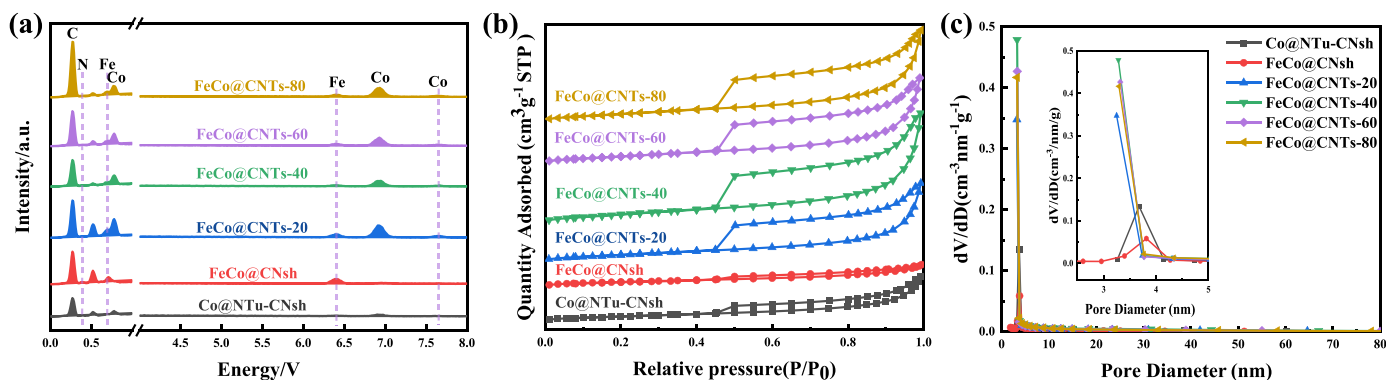 (a)
C
N
Fe
Co
Fe
Co
Co
FeCo@CNTs-80
FeCo@CNTs-60
FeCo@CNTs-40
FeCo@CNTs-20
FeCo@CNsh
Co@NTu-CNsh
Intensity/a.u.
0.0 0.5 4.5 5.0 5.5 6.0 6.5 7.0 7.5 8.0
Energy/V
(b)
FeCo@CNTs-80
FeCo@CNTs-60
FeCo@CNTs-40
FeCo@CNTs-20
FeCo@CNsh
Co@NTu-CNsh
Quantity Adsorbed (cm3g-1 STP)
0.0 0.2 0.4 0.6 0.8 1.0
Relative pressure(P/P0)
(c)
0.5
0.4
0.3
0.2
0.1
0.0
dV/dD(cm-3nm-1g-1)
0.5
0.4
0.3
0.2
0.1
0.0
dV/dD(cm-3/nm/g)
3 4 5
Pore Diameter (nm)
Co@NTu-CNsh
FeCo@CNsh
FeCo@CNTs-20
FeCo@CNTs-40
FeCo@CNTs-60
FeCo@CNTs-80
0 10 20 30 40 50 60 70 80
Pore Diameter (nm)